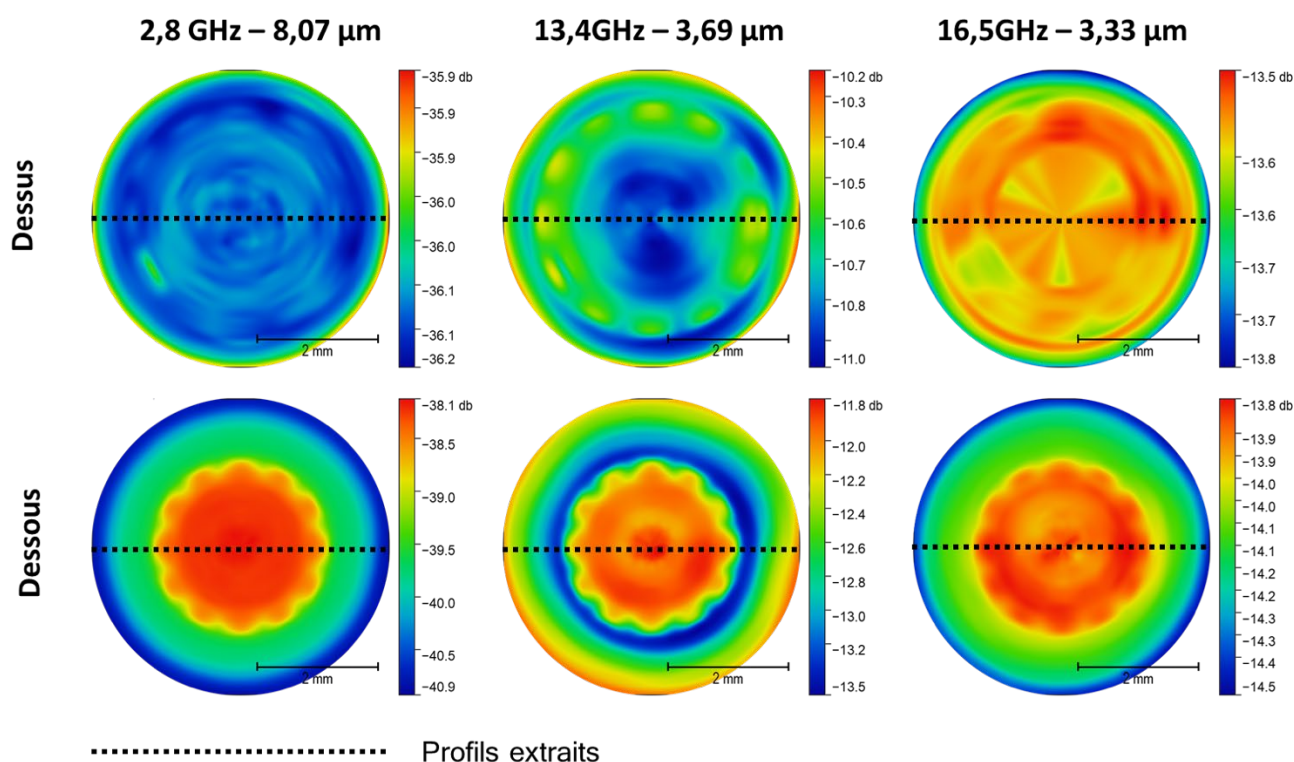 2,8 GHz – 8,07 µm
13,4GHz – 3,69 µm
16,5GHz – 3,33 µm
Dessus
−35.9 db
−35.9
−35.9
−36.0
−36.0
−36.1
−36.1
−36.2
2 mm
−10.2 db
−10.3
−10.4
−10.5
−10.6
−10.7
−10.8
−11.0
2 mm
−13.5 db
−13.6
−13.6
−13.7
−13.7
−13.8
2 mm
Dessous
−38.1 db
−38.5
−39.0
−39.5
−40.0
−40.5
−40.9
2 mm
−11.8 db
−12.0
−12.2
−12.4
−12.6
−12.8
−13.0
−13.2
−13.5
2 mm
−13.8 db
−13.9
−13.9
−14.0
−14.1
−14.1
−14.2
−14.2
−14.3
−14.4
−14.5
2 mm
Profils extraits